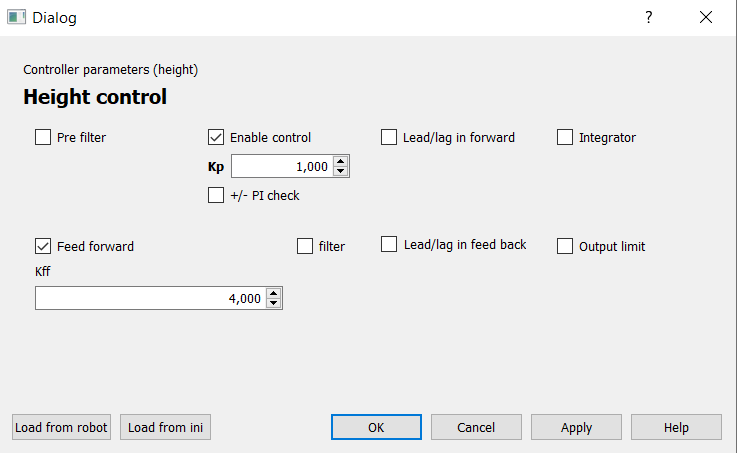 Dialog
?
Controller parameters (height)
Height control
Pre filter
Enable control
Lead/lag in forward
Integrator
Kp 1,000
+/- PI check
Feed forward
filter
Lead/lag in feed back
Output limit
Kff
4,000
Load from robot
Load from ini
OK
Cancel
Apply
Help